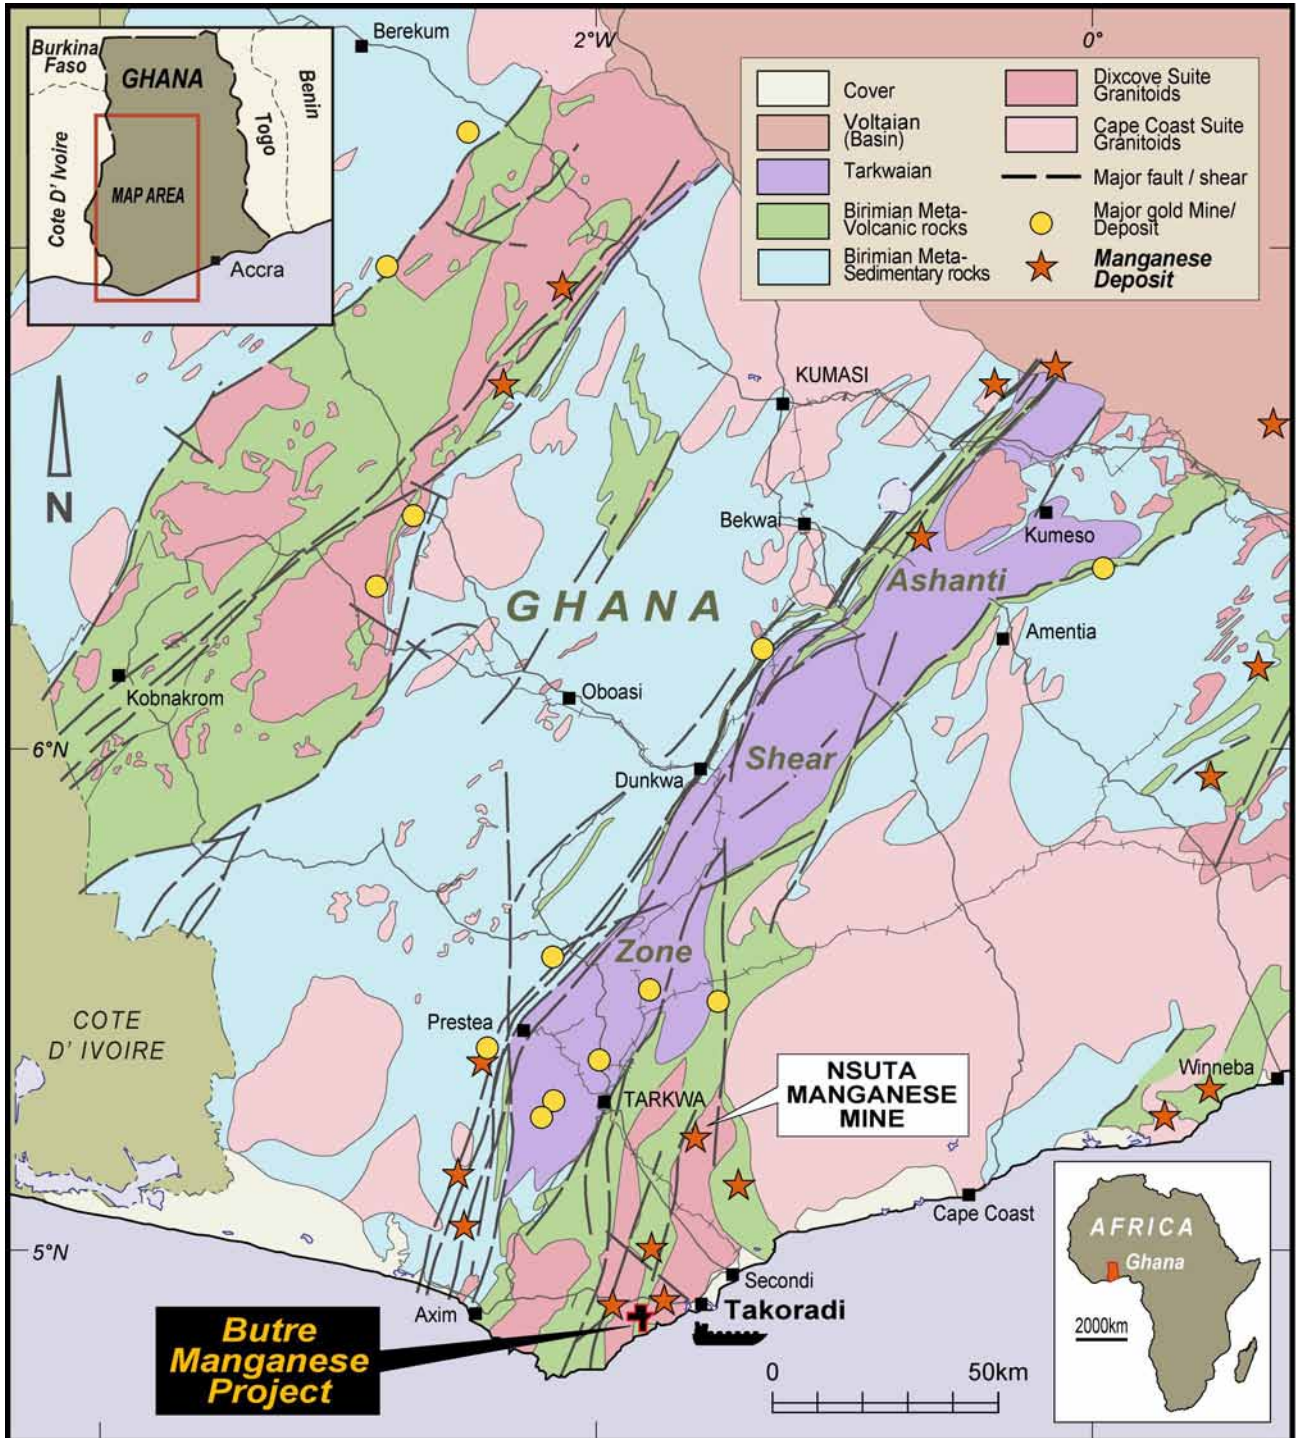 Burkina
Faso
GHANA
Benin
Togo
Cote D' Ivoire
MAP AREA
Accra
Berekum
2°W
0°
Cover
Voltaian
(Basin)
Tarkwaian
Birimian Meta-
Volcanic rocks
Birimian Meta-
Sedimentary rocks
Dixcove Suite
Granitoids
Cape Coast Suite
Granitoids
Major fault / shear
Major gold Mine/
Deposit
Manganese
Deposit
N
KUMASI
Bekwai
Kumeso
Ashanti
GHANA
Amentia
Kobnakrom
Oboasi
6°N
Shear
Dunkwa
Zone
COTE
D' IVOIRE
Prestea
NSUTA
MANGANESE
MINE
Winneba
TARKWA
Cape Coast
5°N
Secondi
Axim
Takoradi
Butre
Manganese
Project
0
50km
AFRICA
Ghana
2000km